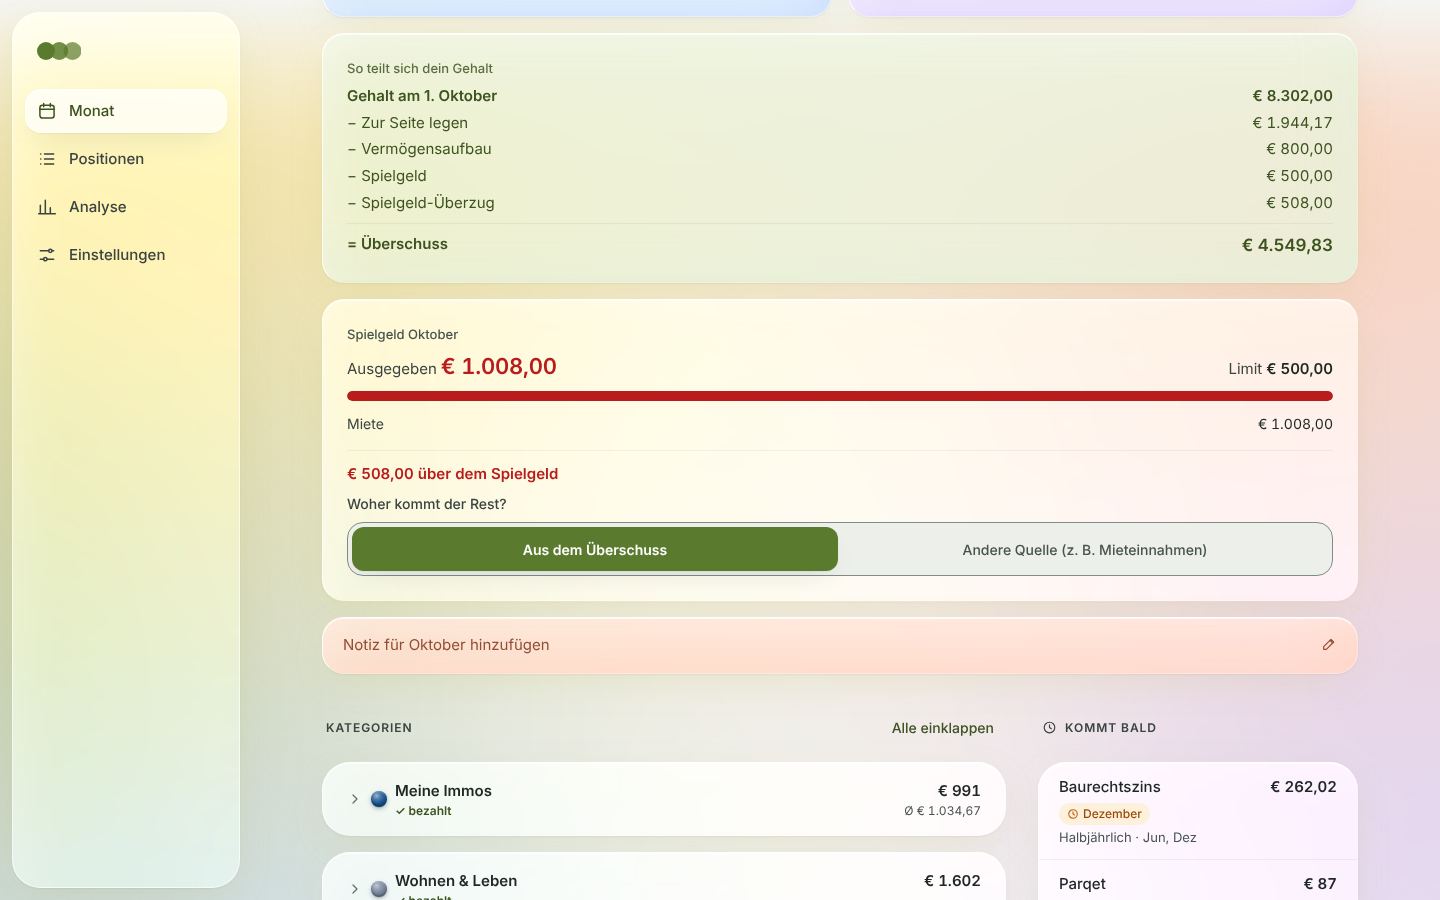 Monat
Positionen
Analyse
Einstellungen
So teilt sich dein Gehalt
Gehalt am 1. Oktober € 8.302,00
− Zur Seite legen € 1.944,17
− Vermögensaufbau € 800,00
− Spielgeld € 500,00
− Spielgeld-Überzug € 508,00
= Überschuss € 4.549,83
Spielgeld Oktober
Ausgegeben € 1.008,00 Limit € 500,00
Miete € 1.008,00
€ 508,00 über dem Spielgeld
Woher kommt der Rest?
Aus dem Überschuss Andere Quelle (z. B. Mieteinnahmen)
Notiz für Oktober hinzufügen
KATEGORIEN Alle einklappen
Meine Immos € 991
✓ bezahlt Ø € 1.034,67
Wohnen & Leben € 1.602
✓ bezahlt
KOMMT BALD
Baurechtszins € 262,02
Dezember
Halbjährlich · Jun, Dez
Parqet € 87